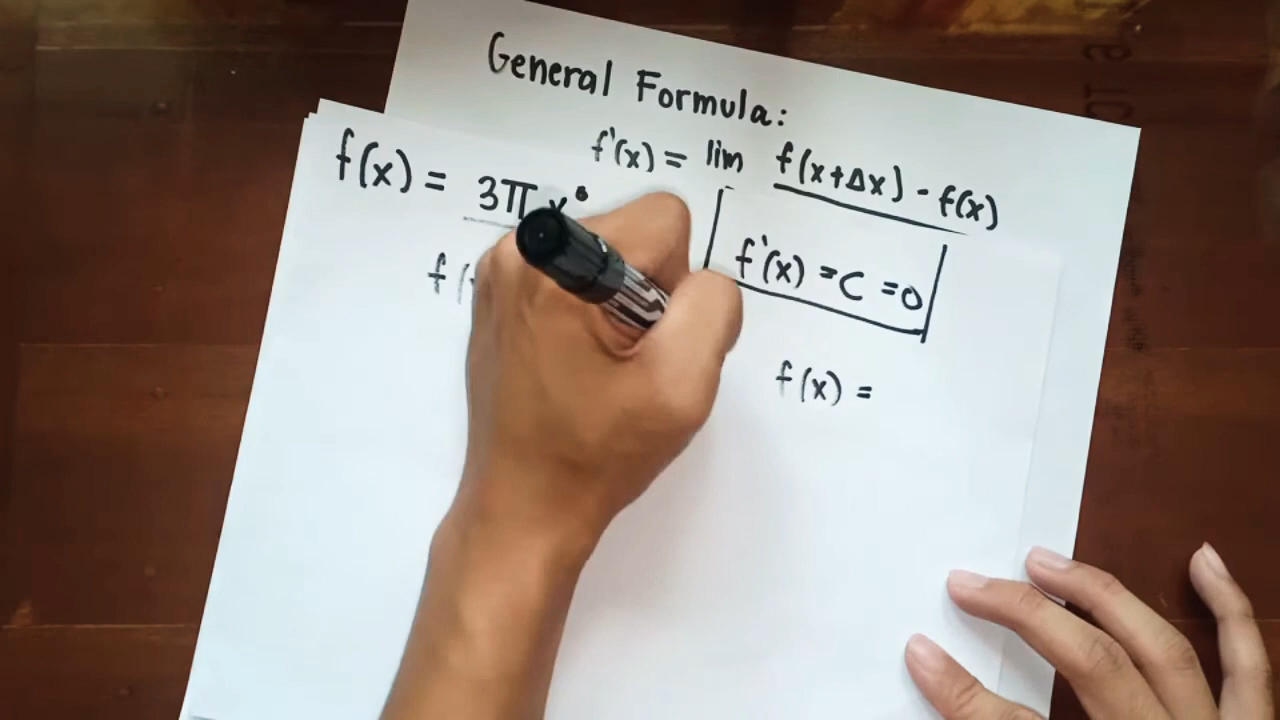 General Formula:
f'(x) = lim f(x+Δx) - f(x)
f(x) = 3π x°
f'(x) = C = 0
f(
f(x) =